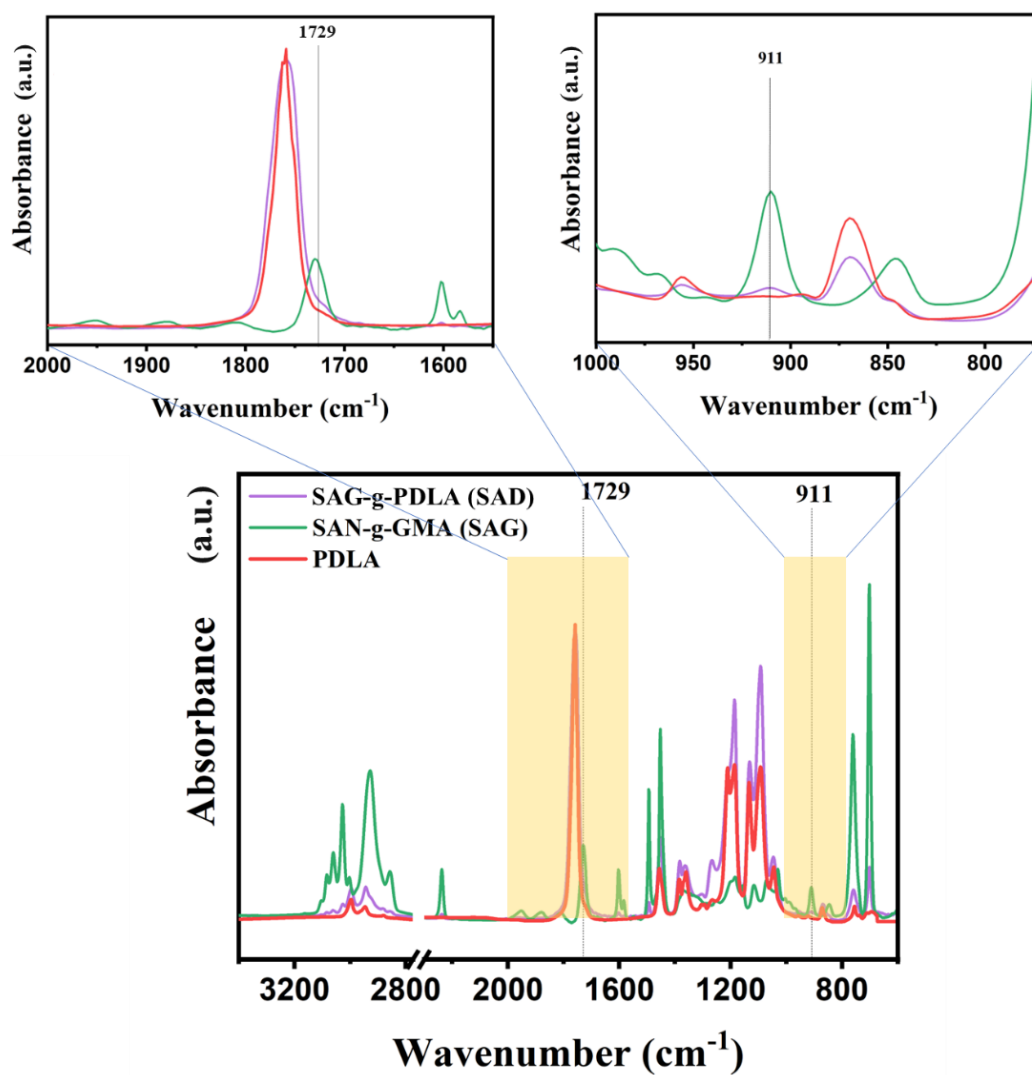 1729
Absorbance (a.u.)
2000 1900 1800 1700 1600
Wavenumber (cm-1)
911
Absorbance (a.u.)
1000 950 900 850 800
Wavenumber (cm-1)
SAG-g-PDLA (SAD)
SAN-g-GMA (SAG)
PDLA
1729
911
Absorbance (a.u.)
3200 2800 2000 1600 1200 800
Wavenumber (cm-1)